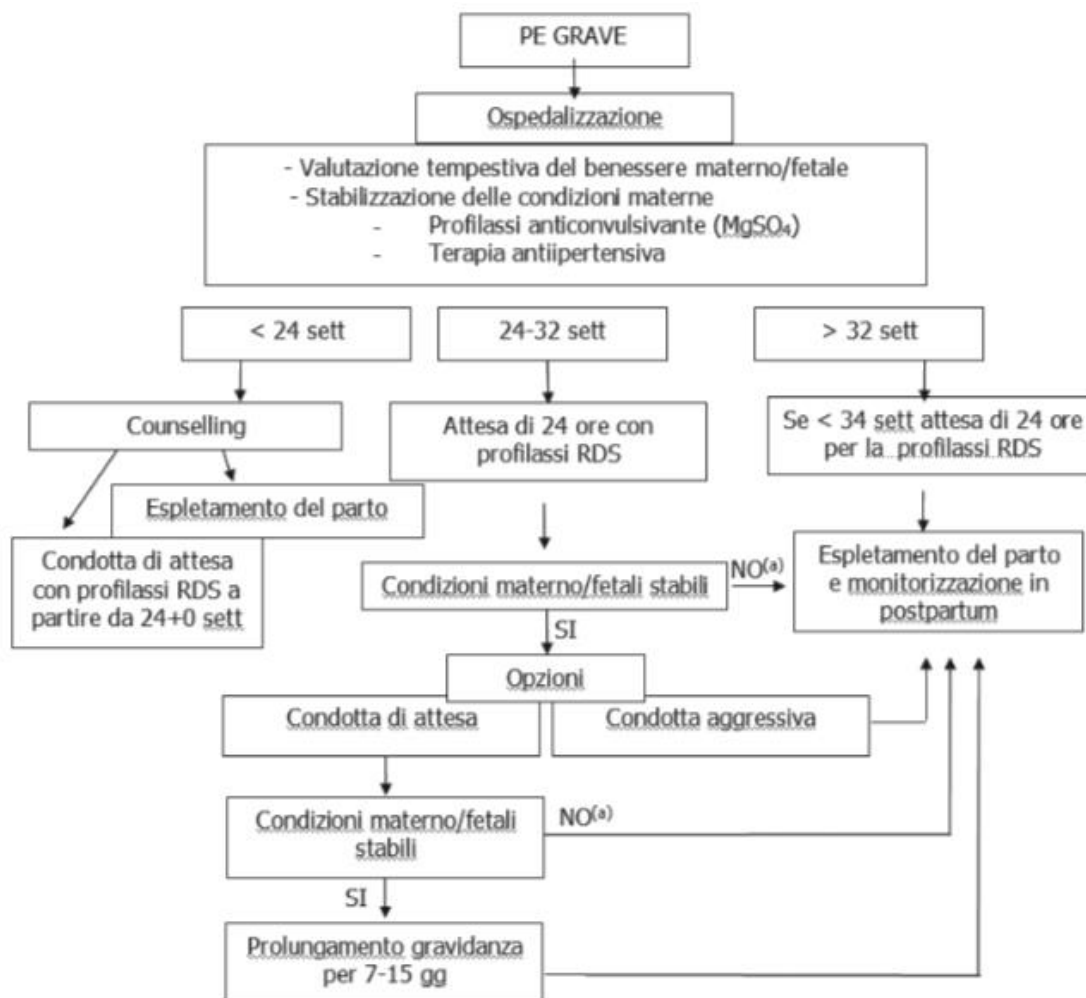 PE GRAVE
Ospedalizzazione
- Valutazione tempestiva del benessere materno/fetale
- Stabilizzazione delle condizioni materne
- Profilassi anticonvulsivante (MgSO₄)
- Terapia antiipertensiva
< 24 sett
24-32 sett
> 32 sett
Counselling
Attesa di 24 ore con
profilassi RDS
Se < 34 sett attesa di 24 ore
per la profilassi RDS
Espletamento del parto
Condotta di attesa
con profilassi RDS a
partire da 24+0 sett
Condizioni materno/fetali stabili
NO(a)
Espletamento del parto
e monitorizzazione in
postpartum
SI
Opzioni
Condotta di attesa
Condotta aggressiva
Condizioni materno/fetali
stabili
NO(a)
SI
Prolungamento gravidanza
per 7-15 gg